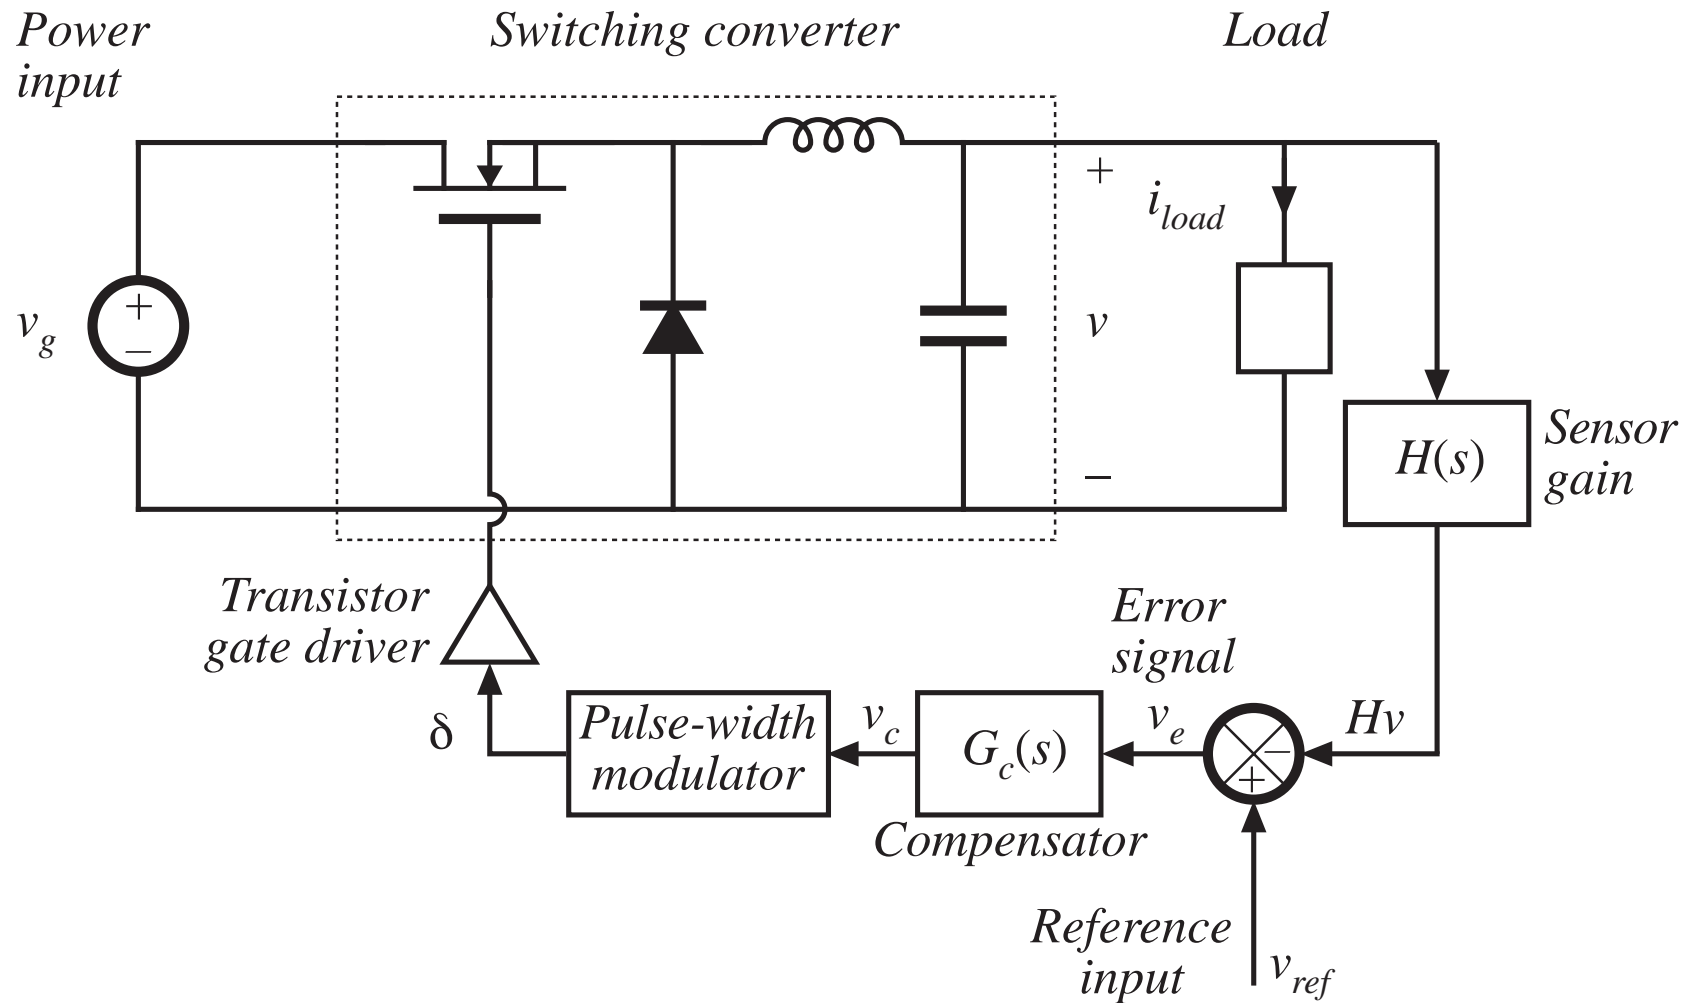 Power
input
Switching converter
Load
+
i_load
v_g
+
–
v
–
H(s)
Sensor
gain
Transistor
gate driver
Error
signal
δ
Pulse-width
modulator
v_c
G_c(s)
v_e
–
+
Hv
Compensator
Reference
input
v_ref